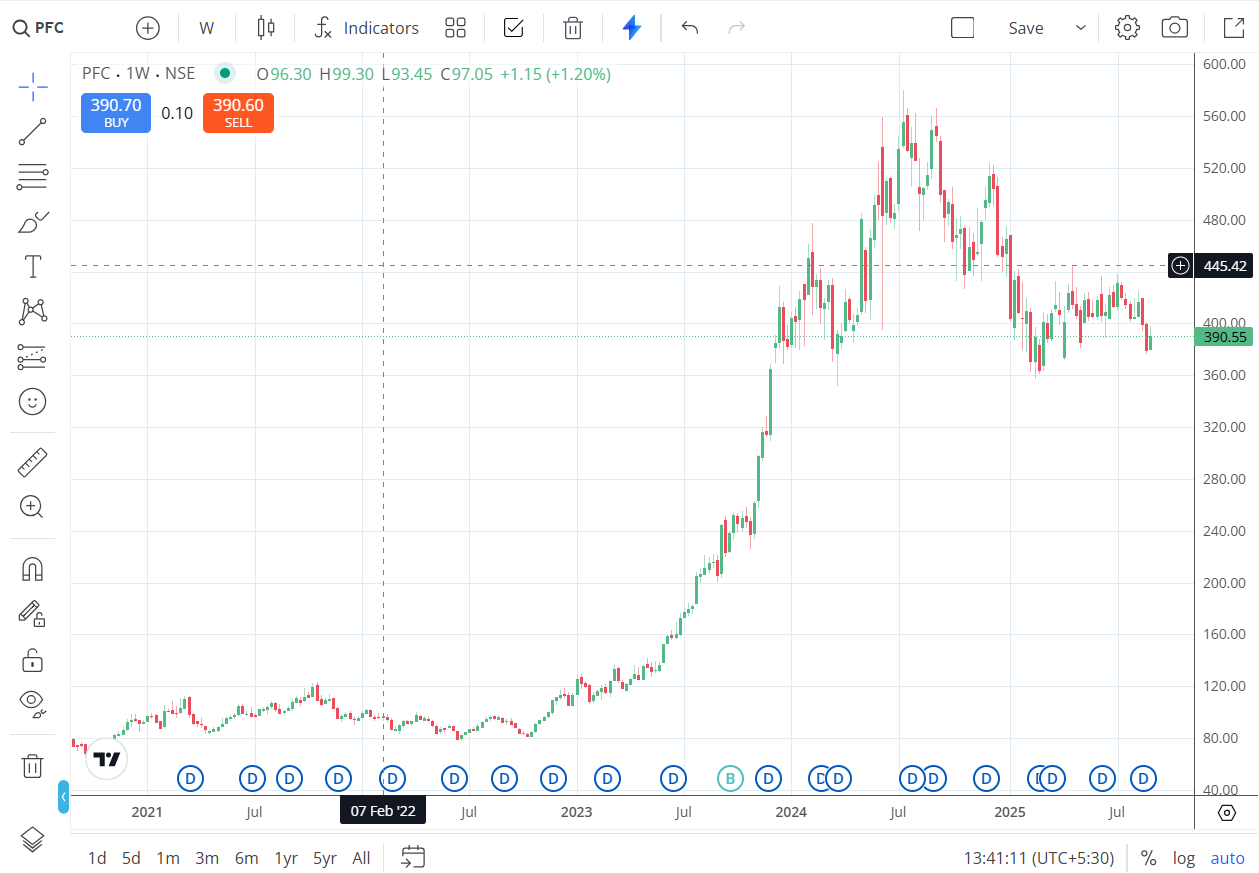 PFC W Indicators Save
PFC · 1W · NSE O96.30 H99.30 L93.45 C97.05 +1.15 (+1.20%)
390.70 BUY 0.10 390.60 SELL
600.00
560.00
520.00
480.00
445.42
400.00
390.55
360.00
320.00
280.00
240.00
200.00
160.00
120.00
80.00
40.00
D D D D D D D D D D B D D D D D D D D D D
2021 Jul 07 Feb '22 Jul 2023 Jul 2024 Jul 2025 Jul
1d 5d 1m 3m 6m 1yr 5yr All 13:41:11 (UTC+5:30) % log auto